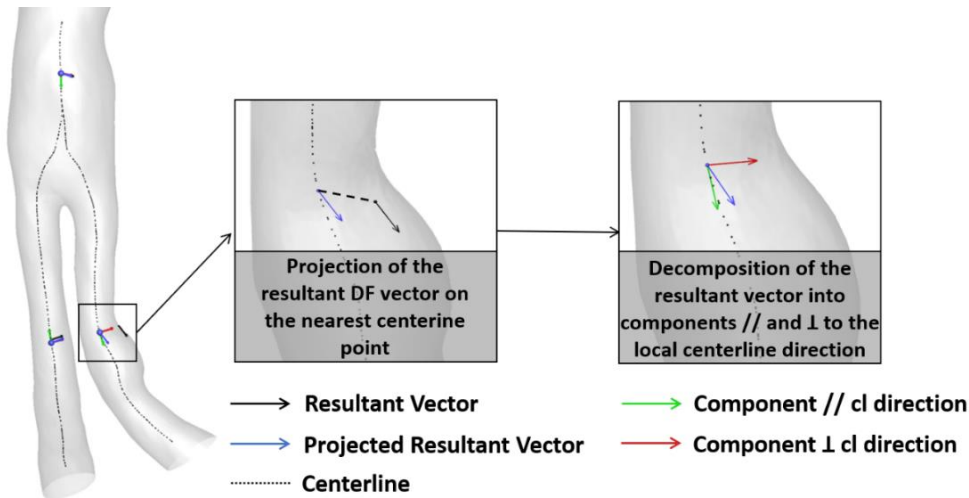 Projection of the
resultant DF vector on
the nearest centerine
point
Decomposition of the
resultant vector into
components // and ⊥ to the
local centerline direction
Resultant Vector
Projected Resultant Vector
Centerline
Component // cl direction
Component ⊥ cl direction